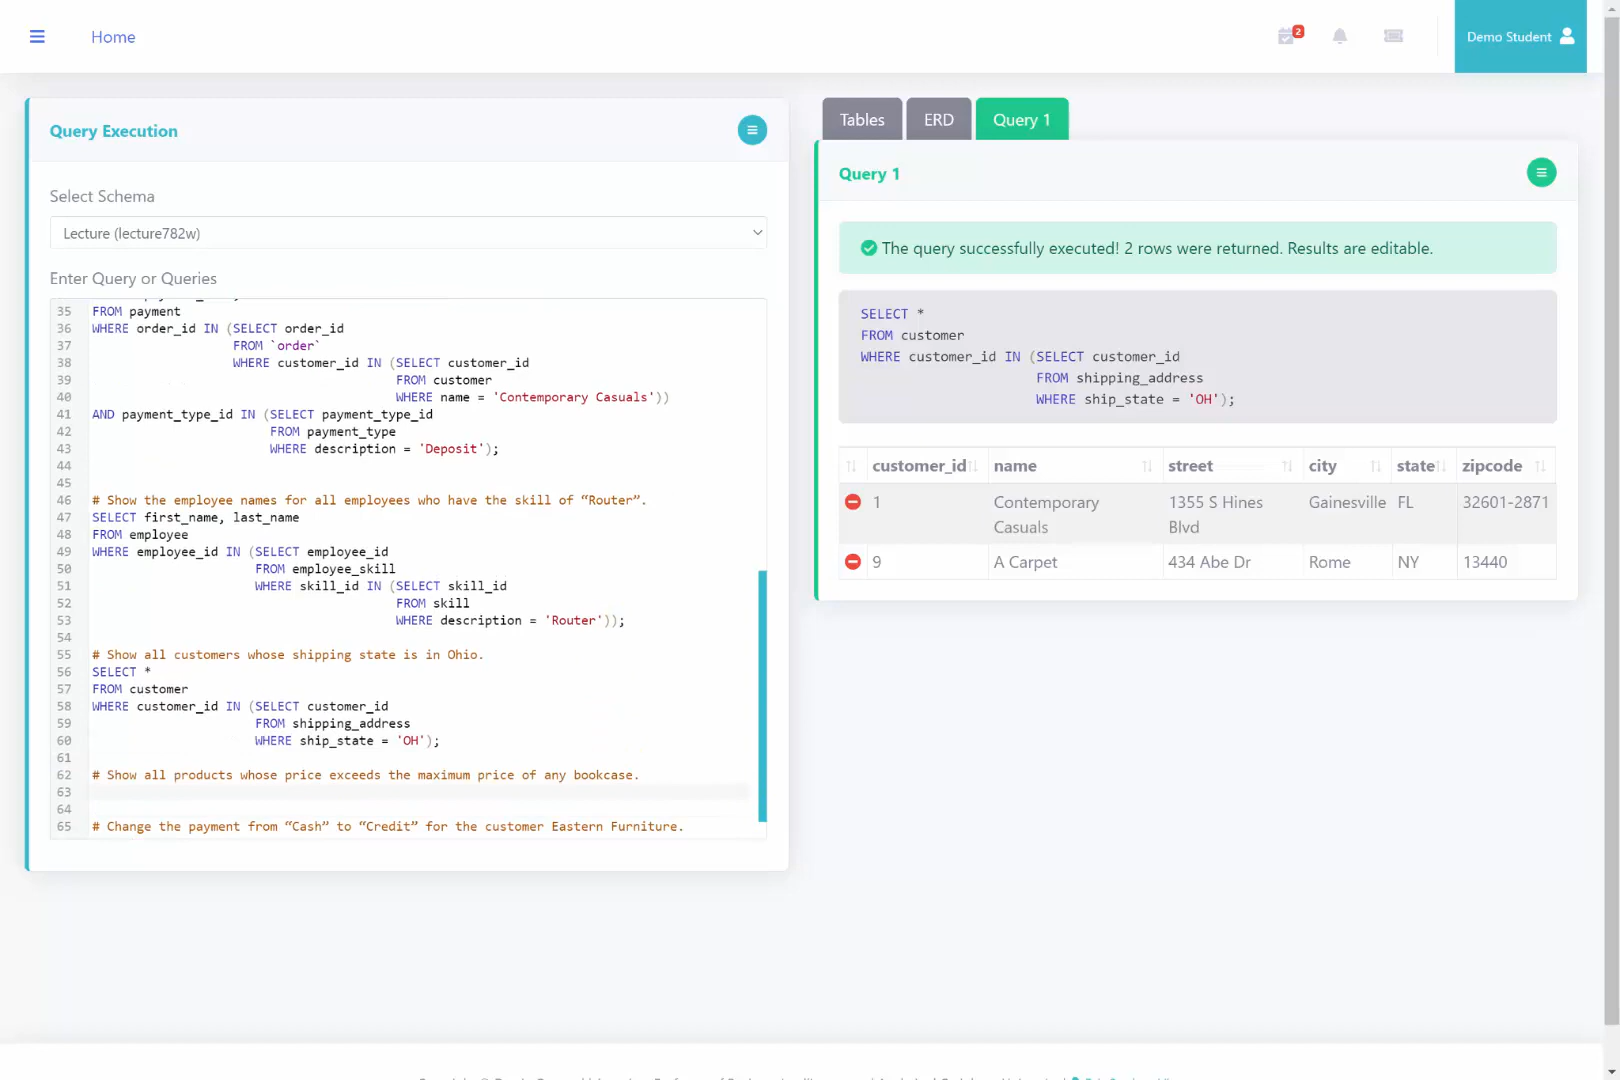 Home
2
Demo Student
Query Execution
Select Schema
Lecture (lecture782w)
Enter Query or Queries
35 FROM payment
36 WHERE order_id IN (SELECT order_id
37 FROM `order`
38 WHERE customer_id IN (SELECT customer_id
39 FROM customer
40 WHERE name = 'Contemporary Casuals'))
41 AND payment_type_id IN (SELECT payment_type_id
42 FROM payment_type
43 WHERE description = 'Deposit');
44
45
46 # Show the employee names for all employees who have the skill of “Router”.
47 SELECT first_name, last_name
48 FROM employee
49 WHERE employee_id IN (SELECT employee_id
50 FROM employee_skill
51 WHERE skill_id IN (SELECT skill_id
52 FROM skill
53 WHERE description = 'Router'));
54
55 # Show all customers whose shipping state is in Ohio.
56 SELECT *
57 FROM customer
58 WHERE customer_id IN (SELECT customer_id
59 FROM shipping_address
60 WHERE ship_state = 'OH');
61
62 # Show all products whose price exceeds the maximum price of any bookcase.
63
64
65 # Change the payment from “Cash” to “Credit” for the customer Eastern Furniture.
Tables ERD Query 1
Query 1
The query successfully executed! 2 rows were returned. Results are editable.
SELECT *
FROM customer
WHERE customer_id IN (SELECT customer_id
FROM shipping_address
WHERE ship_state = 'OH');
customer_id name street city state zipcode
1 Contemporary Casuals 1355 S Hines Blvd Gainesville FL 32601-2871
9 A Carpet 434 Abe Dr Rome NY 13440